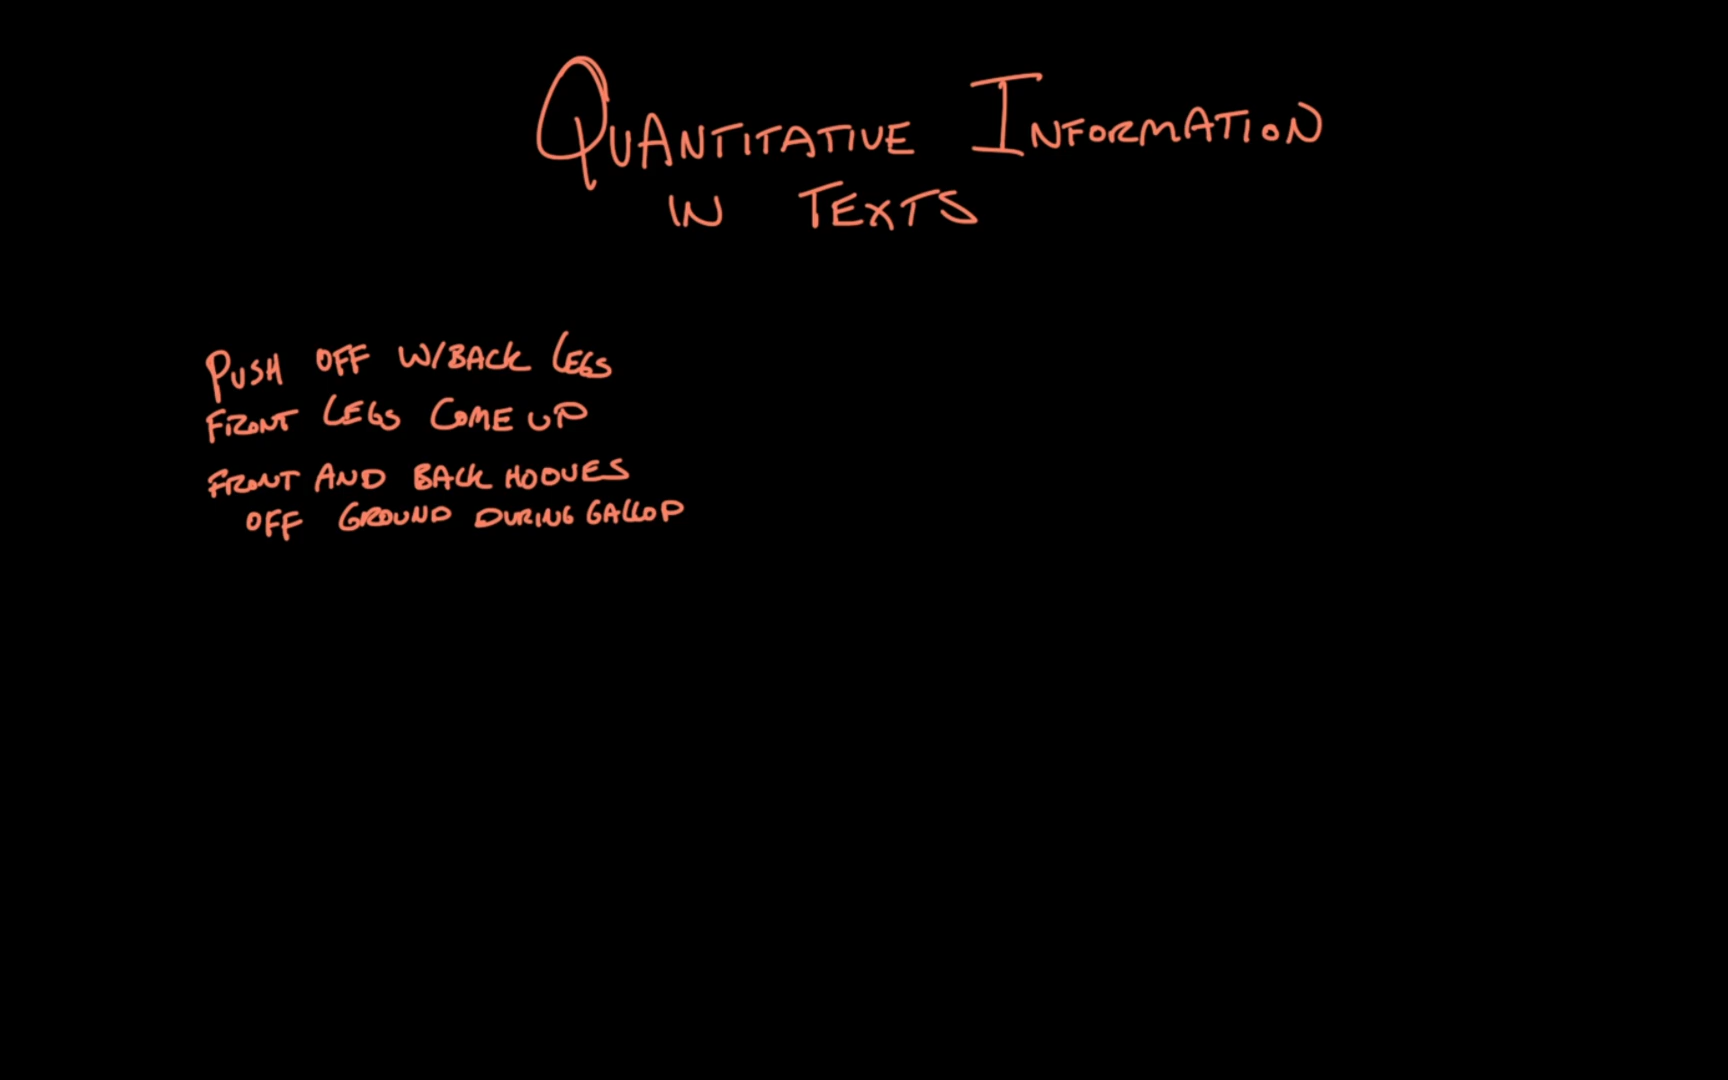 QUANTITATIVE INFORMATION
IN TEXTS
PUSH OFF W/BACK LEGS
FRONT LEGS COME UP
FRONT AND BACK HOOVES
OFF GROUND DURING GALLOP